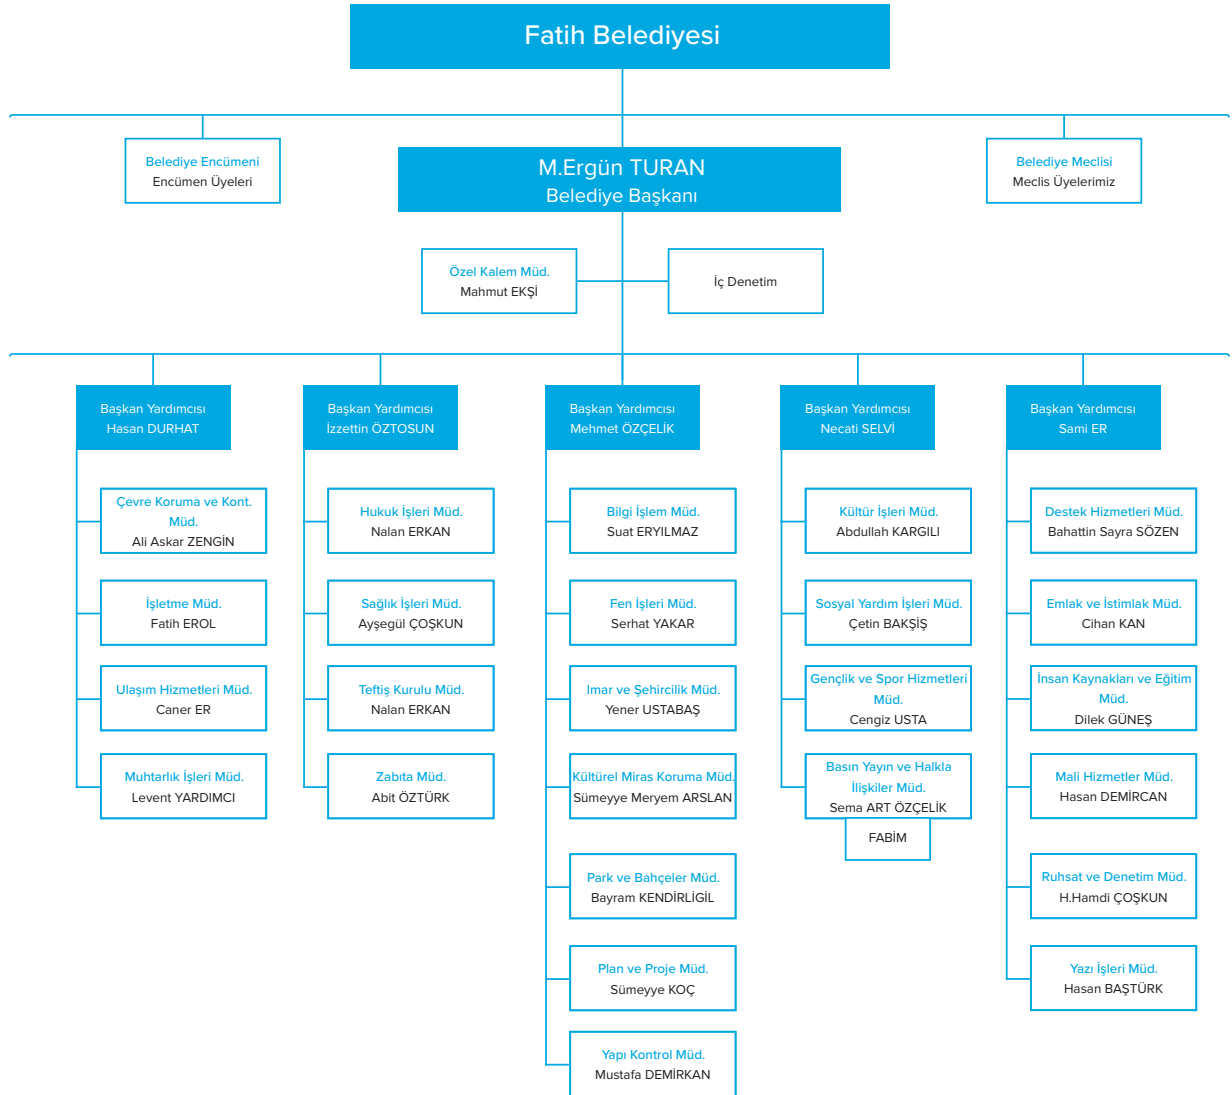 Fatih Belediyesi
Belediye Encümeni
Encümen Üyeleri
M.Ergün TURAN
Belediye Başkanı
Belediye Meclisi
Meclis Üyelerimiz
Özel Kalem Müd.
Mahmut EKŞİ
İç Denetim
Başkan Yardımcısı
Hasan DURHAT
Çevre Koruma ve Kont.
Müd.
Ali Askar ZENGİN
İşletme Müd.
Fatih EROL
Ulaşım Hizmetleri Müd.
Caner ER
Muhtarlık İşleri Müd.
Levent YARDIMCI
Başkan Yardımcısı
İzzettin ÖZTOSUN
Hukuk İşleri Müd.
Nalan ERKAN
Sağlık İşleri Müd.
Ayşegül ÇOŞKUN
Teftiş Kurulu Müd.
Nalan ERKAN
Zabıta Müd.
Abit ÖZTÜRK
Başkan Yardımcısı
Mehmet ÖZÇELİK
Bilgi İşlem Müd.
Suat ERYILMAZ
Fen İşleri Müd.
Serhat YAKAR
Imar ve Şehircilik Müd.
Yener USTABAŞ
Kültürel Miras Koruma Müd.
Sümeyye Meryem ARSLAN
Park ve Bahçeler Müd.
Bayram KENDİRLİGİL
Plan ve Proje Müd.
Sümeyye KOÇ
Yapı Kontrol Müd.
Mustafa DEMİRKAN
Başkan Yardımcısı
Necati SELVİ
Kültür İşleri Müd.
Abdullah KARGILI
Sosyal Yardım İşleri Müd.
Çetin BAKŞİŞ
Gençlik ve Spor Hizmetleri
Müd.
Cengiz USTA
Basın Yayın ve Halkla
İlişkiler Müd.
Sema ART ÖZÇELİK
FABİM
Başkan Yardımcısı
Sami ER
Destek Hizmetleri Müd.
Bahattin Sayra SÖZEN
Emlak ve İstimlak Müd.
Cihan KAN
İnsan Kaynakları ve Eğitim
Müd.
Dilek GÜNEŞ
Mali Hizmetler Müd.
Hasan DEMİRCAN
Ruhsat ve Denetim Müd.
H.Hamdi ÇOŞKUN
Yazı İşleri Müd.
Hasan BAŞTÜRK